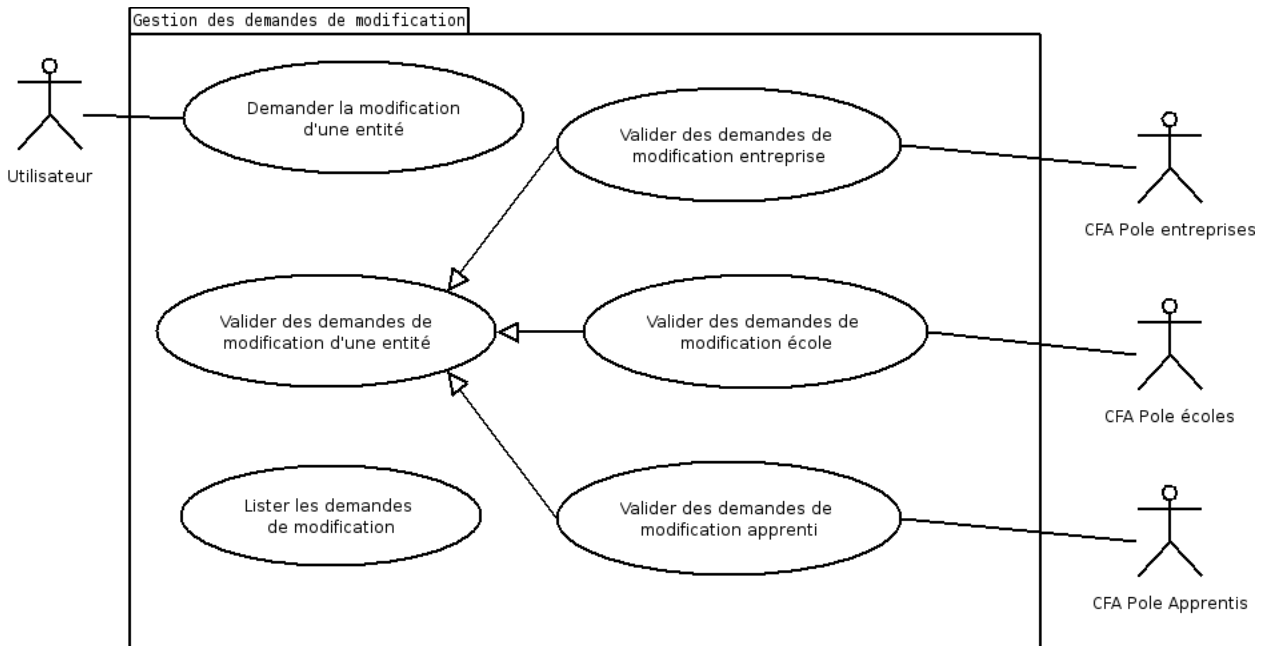 Gestion des demandes de modification
Demander la modification
d'une entité
Utilisateur
Valider des demandes de
modification entreprise
CFA Pole entreprises
Valider des demandes de
modification d'une entité
Valider des demandes de
modification école
CFA Pole écoles
Lister les demandes
de modification
Valider des demandes de
modification apprenti
CFA Pole Apprentis